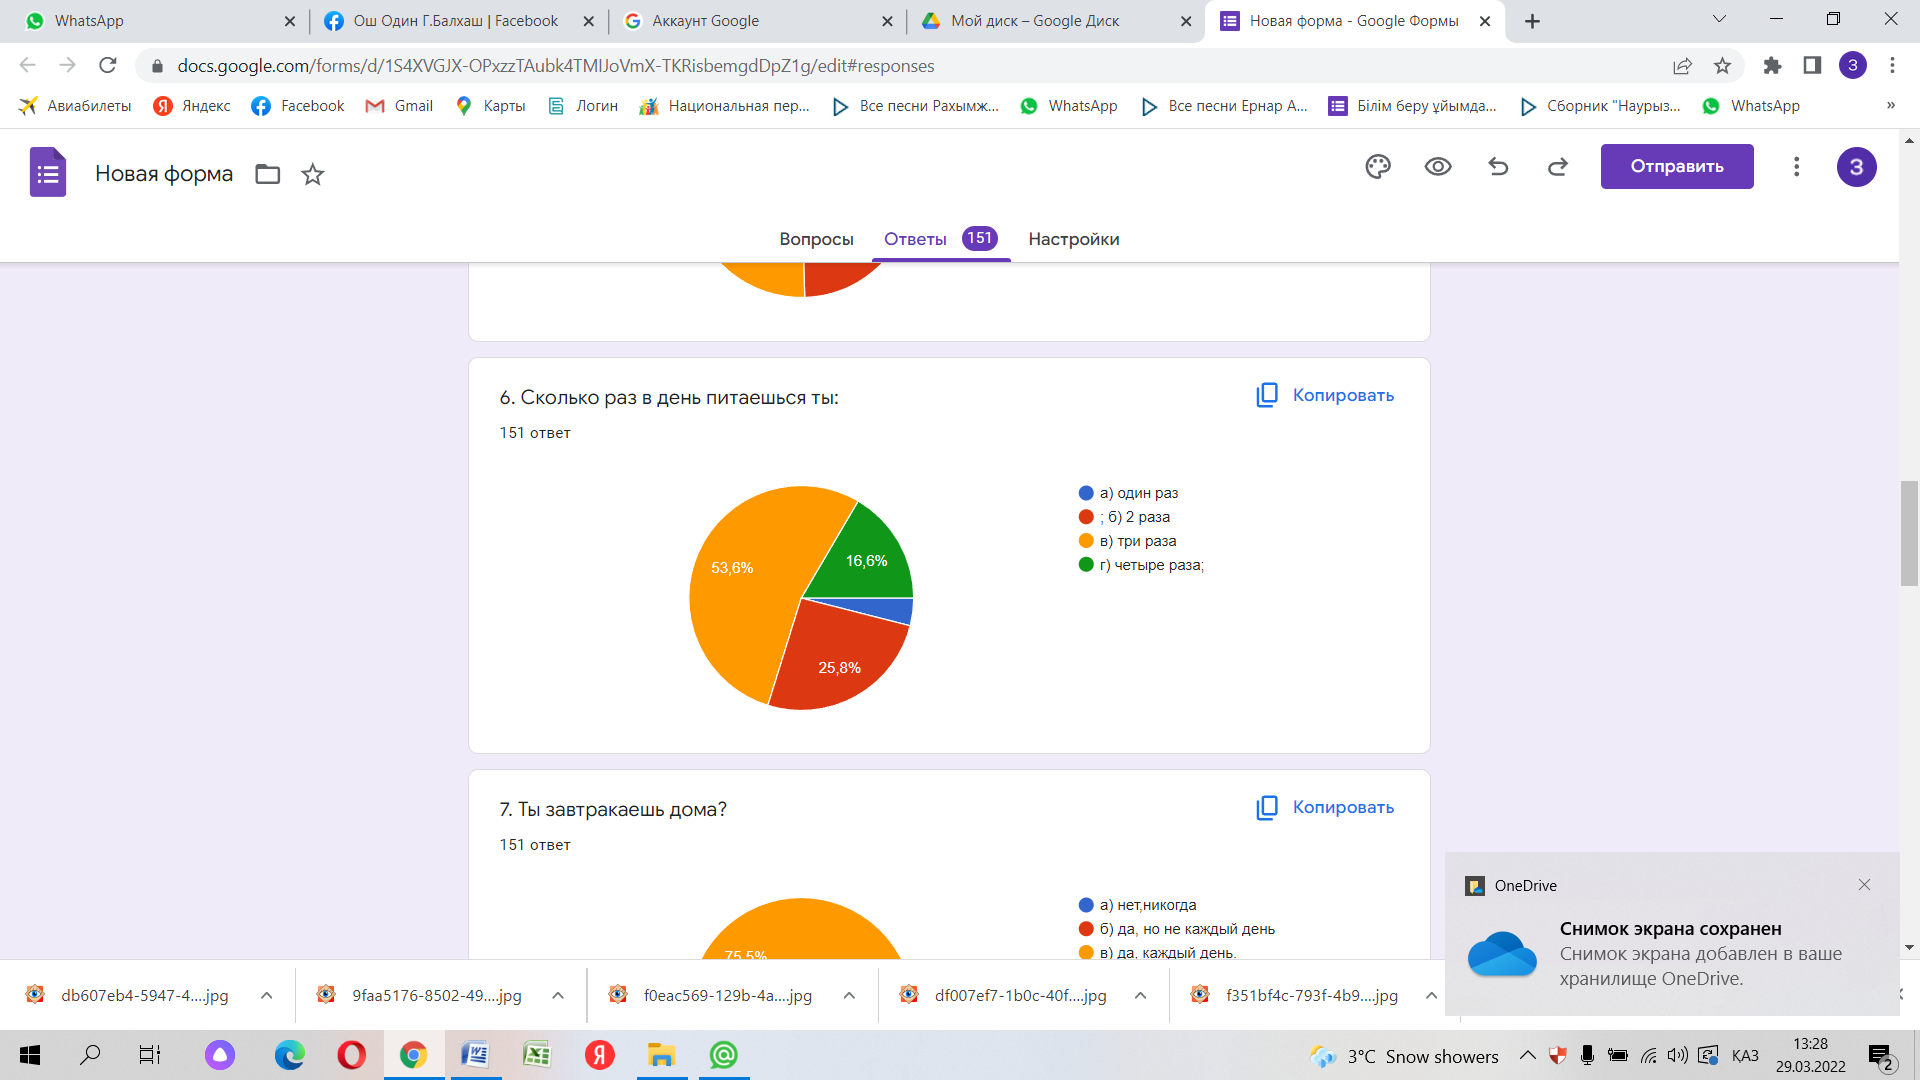 WhatsApp
Ош Один Г.Балхаш | Facebook
Аккаунт Google
Мой диск – Google Диск
Новая форма - Google Формы
docs.google.com/forms/d/1S4XVGJX-OPxzzTAubk4TMIJoVmX-TKRisbemgdDpZ1g/edit#responses
З
Авиабилеты
Яндекс
Facebook
Gmail
Карты
Логин
Национальная пер...
Все песни Рахымж...
WhatsApp
Все песни Ернар А...
Білім беру ұйымда...
Сборник "Наурыз...
WhatsApp
»
Новая форма
Отправить
З
Вопросы
Ответы 151
Настройки
6. Сколько раз в день питаешься ты:
Копировать
151 ответ
а) один раз
; б) 2 раза
в) три раза
г) четыре раза;
53,6%
16,6%
25,8%
7. Ты завтракаешь дома?
Копировать
151 ответ
а) нет,никогда
б) да, но не каждый день
в) да, каждый день.
75,5%
OneDrive
Снимок экрана сохранен
Снимок экрана добавлен в ваше
хранилище OneDrive.
db607eb4-5947-4....jpg
9faa5176-8502-49....jpg
f0eac569-129b-4a....jpg
df007ef7-1b0c-40f....jpg
f351bf4c-793f-4b9....jpg
3°C Snow showers
ҚАЗ
13:28
29.03.2022
2